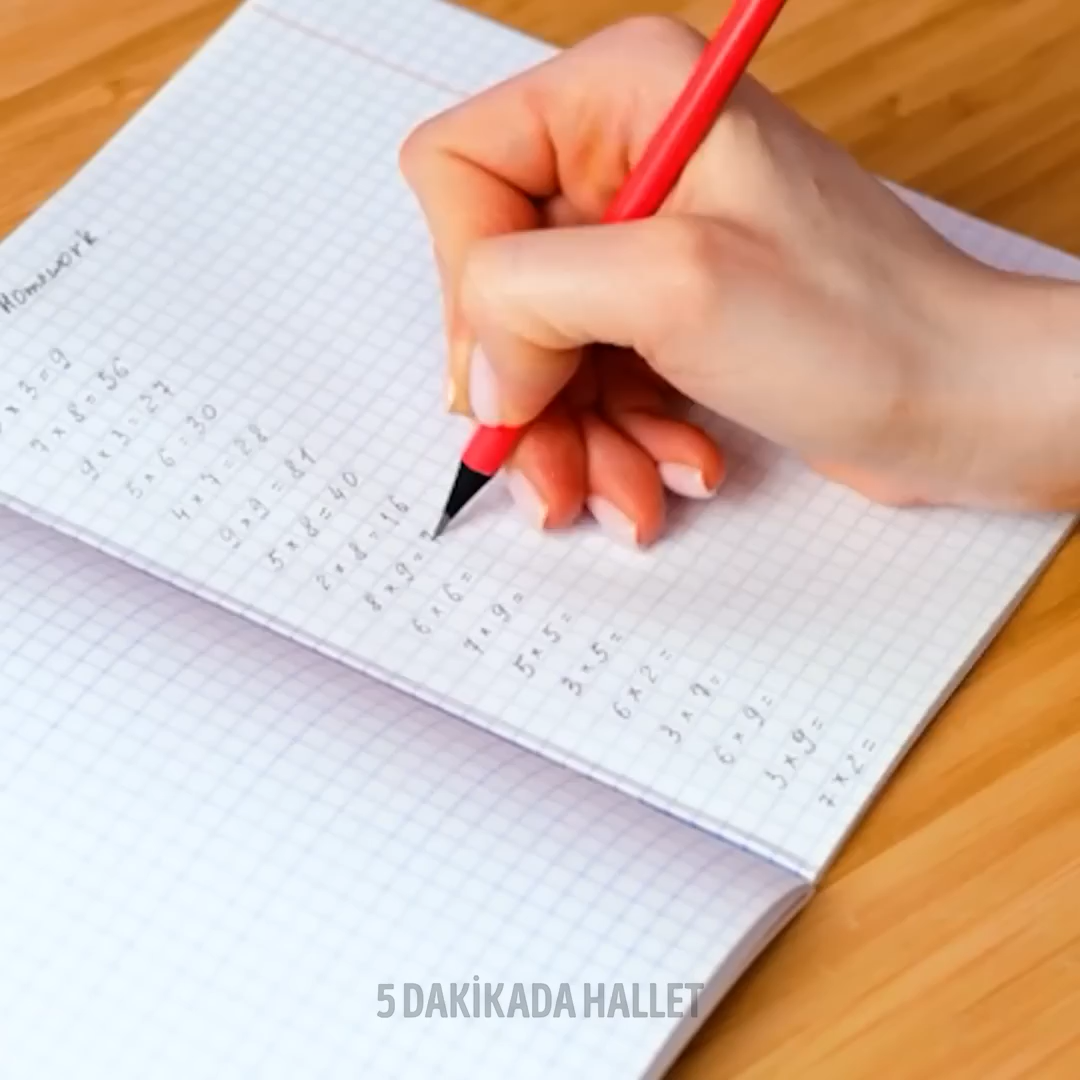 Homework
x 3 = 9
7 x 8 = 56
9 x 3 = 27
5 x 6 = 30
4 x 7 = 28
9 x 9 = 81
5 x 8 = 40
2 x 8 = 16
8 x 9 =
6 x 6 =
7 x 9 =
5 x 5 =
3 x 5 =
6 x 2 =
3 x 7 =
6 x 9 =
3 x 9 =
7 x 2 =
5 DAKİKADA HALLET